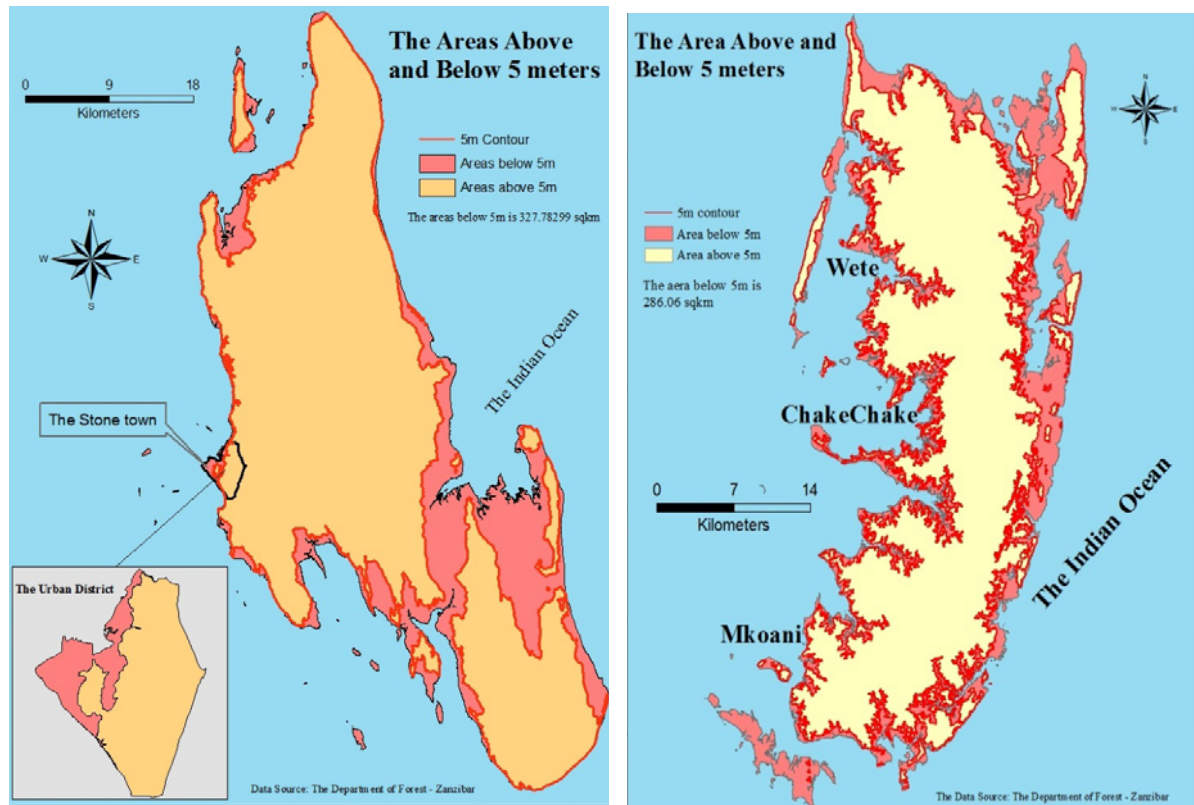 The Areas Above
and Below 5 meters
0 9 18
Kilometers
5m Contour
Areas below 5m
Areas above 5m
The areas below 5m is 327.78299 sqkm
N
W E
S
The Indian Ocean
The Stone town
The Urban District
Data Source: The Department of Forest - Zanzibar
The Area Above and
Below 5 meters
N
W E
S
5m contour
Area below 5m
Area above 5m
The aera below 5m is
286.06 sqkm
Wete
ChakeChake
0 7 14
Kilometers
The Indian Ocean
Mkoani
The Data Source: The Department of Forest - Zanzibar